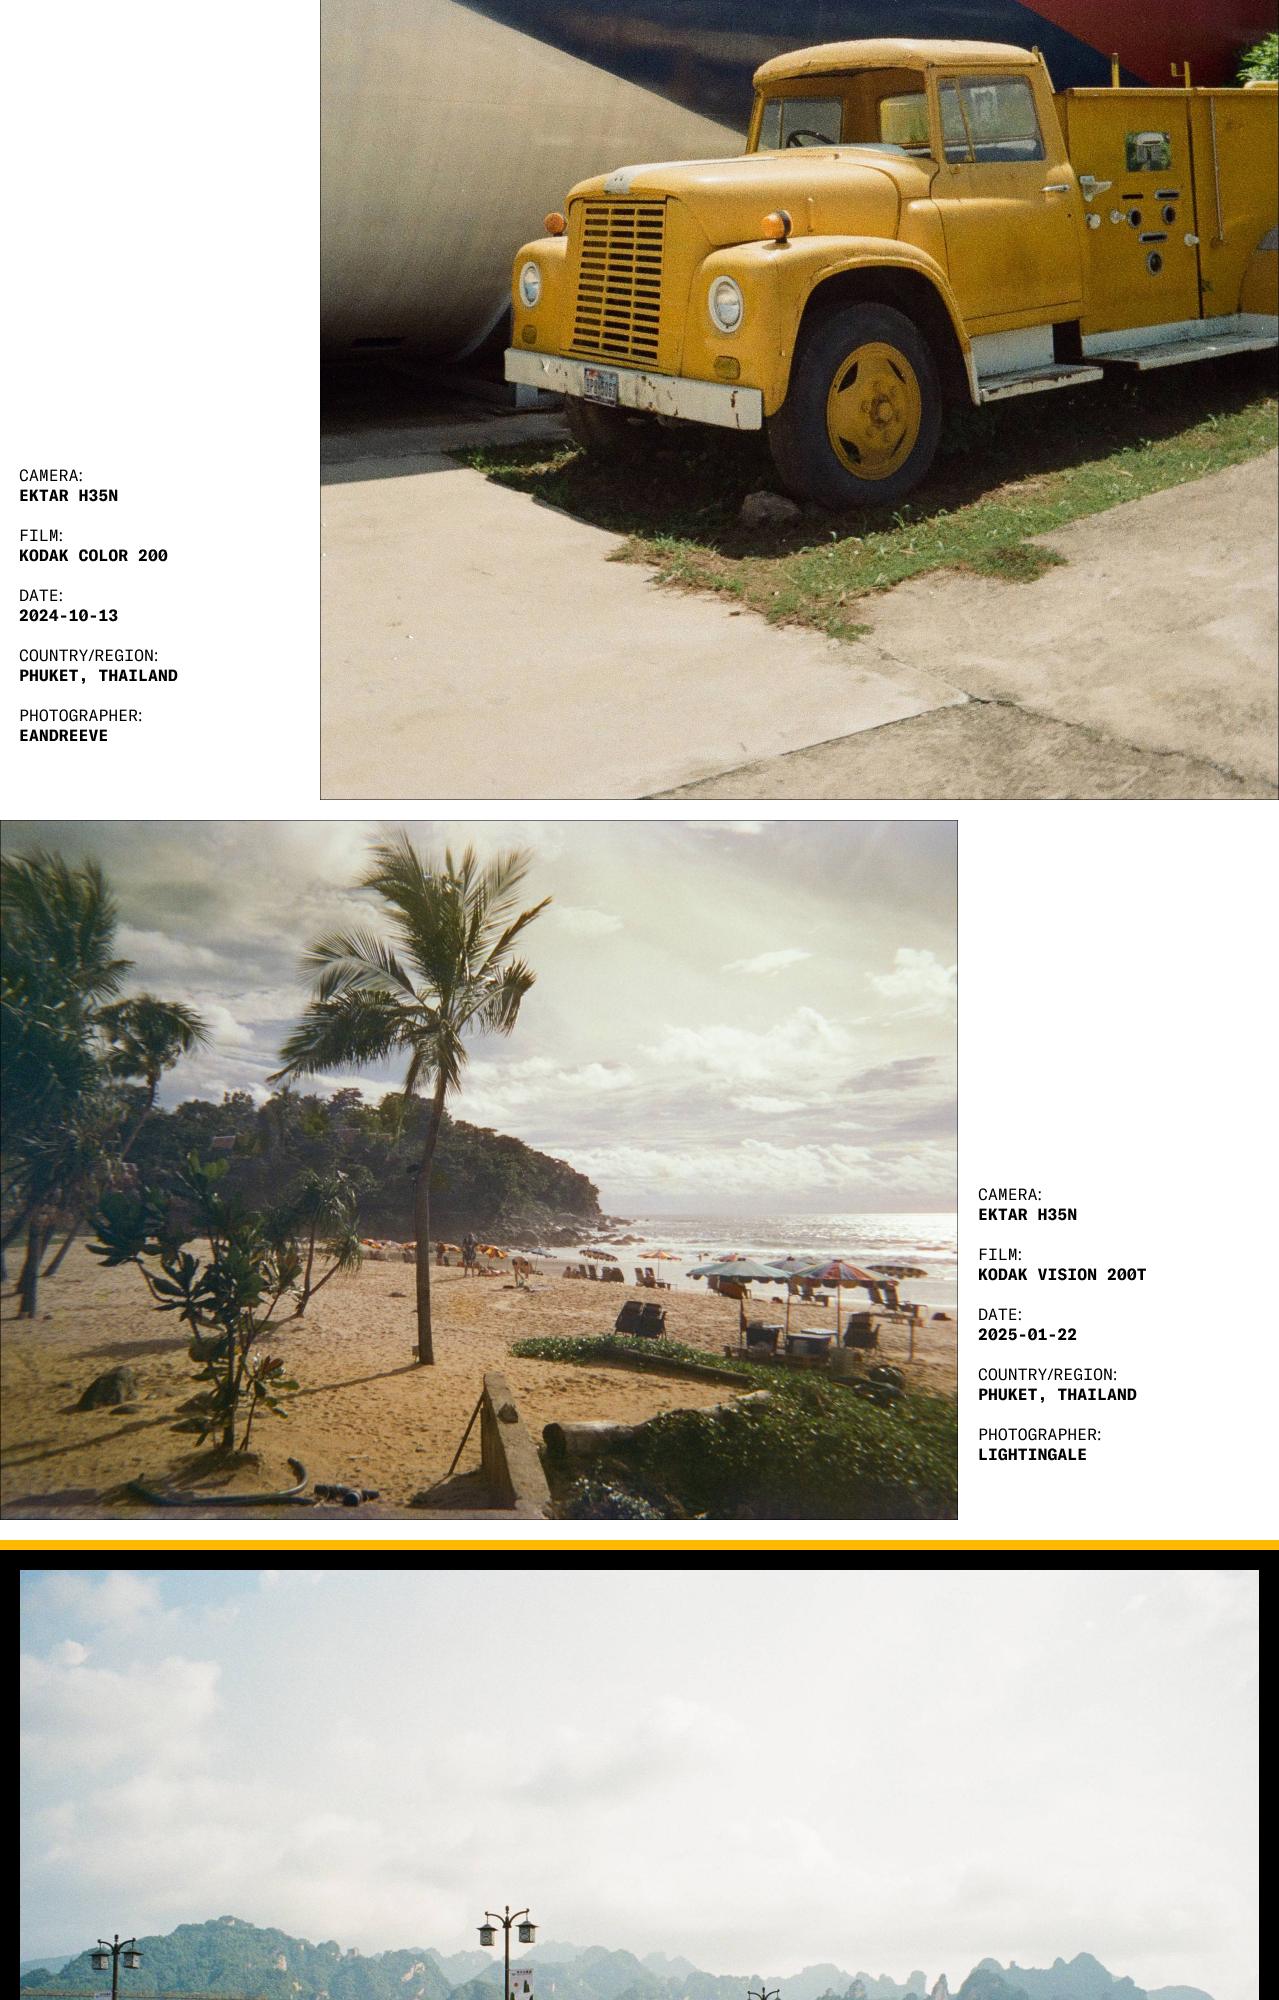 CAMERA:
EKTAR H35N
FILM:
KODAK COLOR 200
DATE:
2024-10-13
COUNTRY/REGION:
PHUKET, THAILAND
PHOTOGRAPHER:
EANDREEVE
CAMERA:
EKTAR H35N
FILM:
KODAK VISION 200T
DATE:
2025-01-22
COUNTRY/REGION:
PHUKET, THAILAND
PHOTOGRAPHER:
LIGHTINGALE